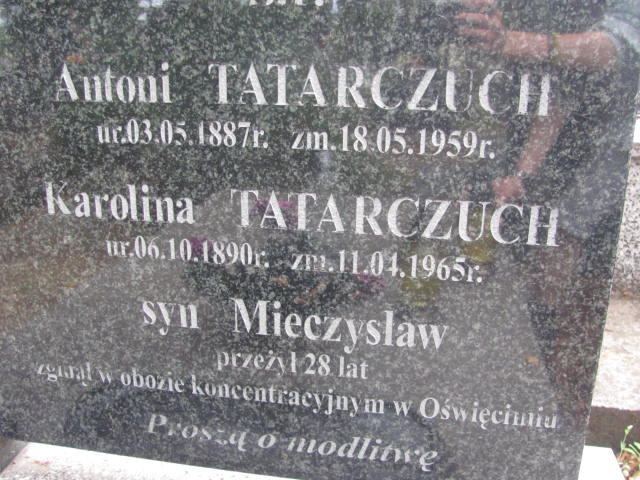 Antoni TATARCZUCH
ur.03.05.1887r. zm.18.05.1959r.
Karolina TATARCZUCH
ur.06.10.1890r. zm.11.04.1965r.
syn Mieczysław
przeżył 28 lat
zginął w obozie koncentracyjnym w Oświęcimiu
Proszą o modlitwę